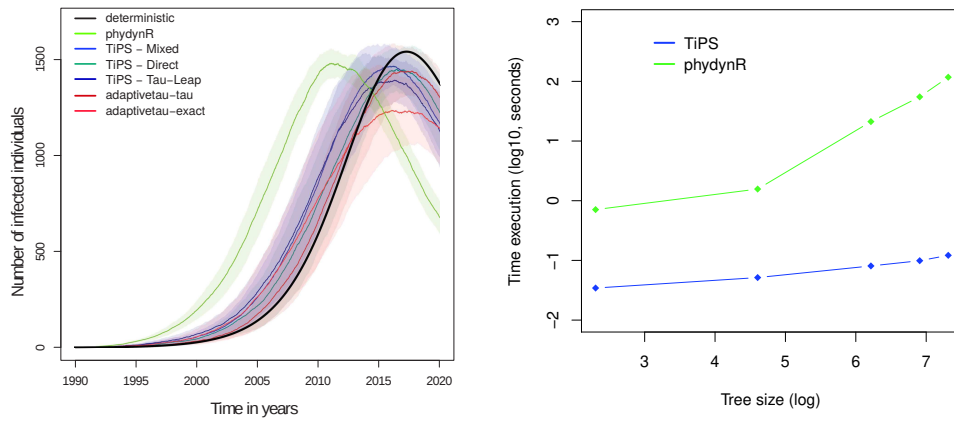 deterministic
phydynR
TiPS − Mixed
TiPS − Direct
TiPS − Tau−Leap
adaptivetau−tau
adaptivetau−exact
Number of infected individuals
0
500
1000
1500
1990
1995
2000
2005
2010
2015
2020
Time in years
TiPS
phydynR
Time execution (log10, seconds)
-2
-1
0
1
2
3
3
4
5
6
7
Tree size (log)